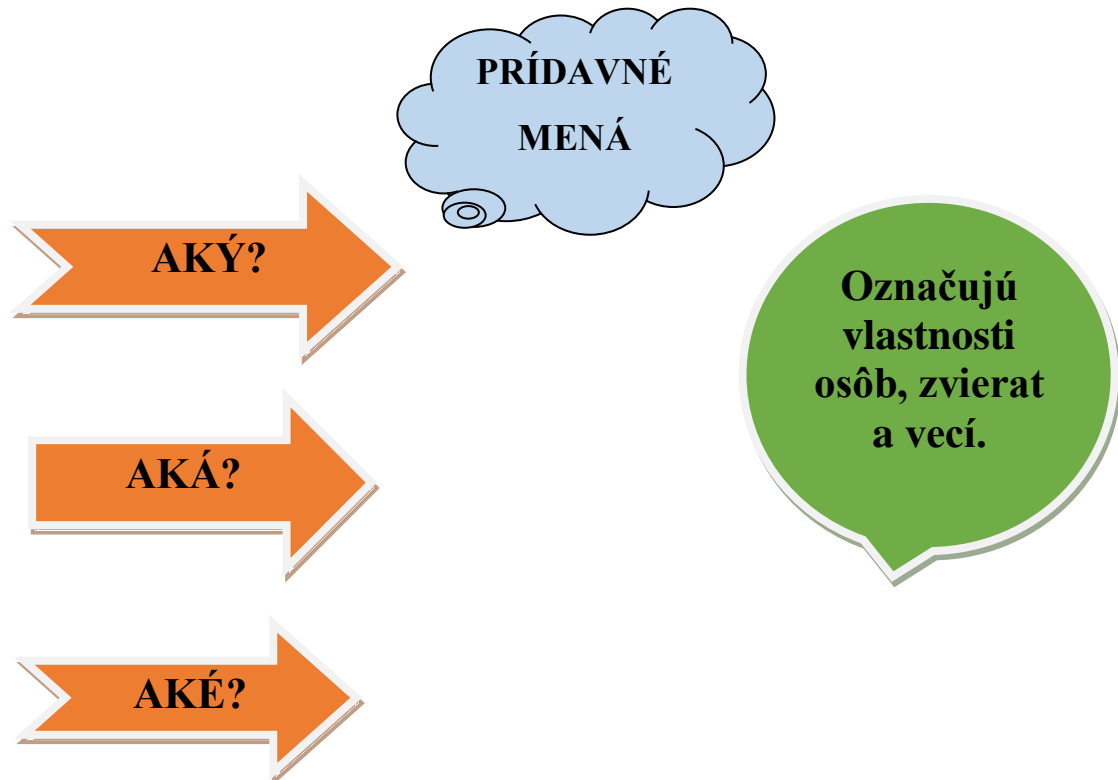 PRÍDAVNÉ
MENÁ
AKÝ?
Označujú
vlastnosti
osôb, zvierat
a vecí.
AKÁ?
AKÉ?